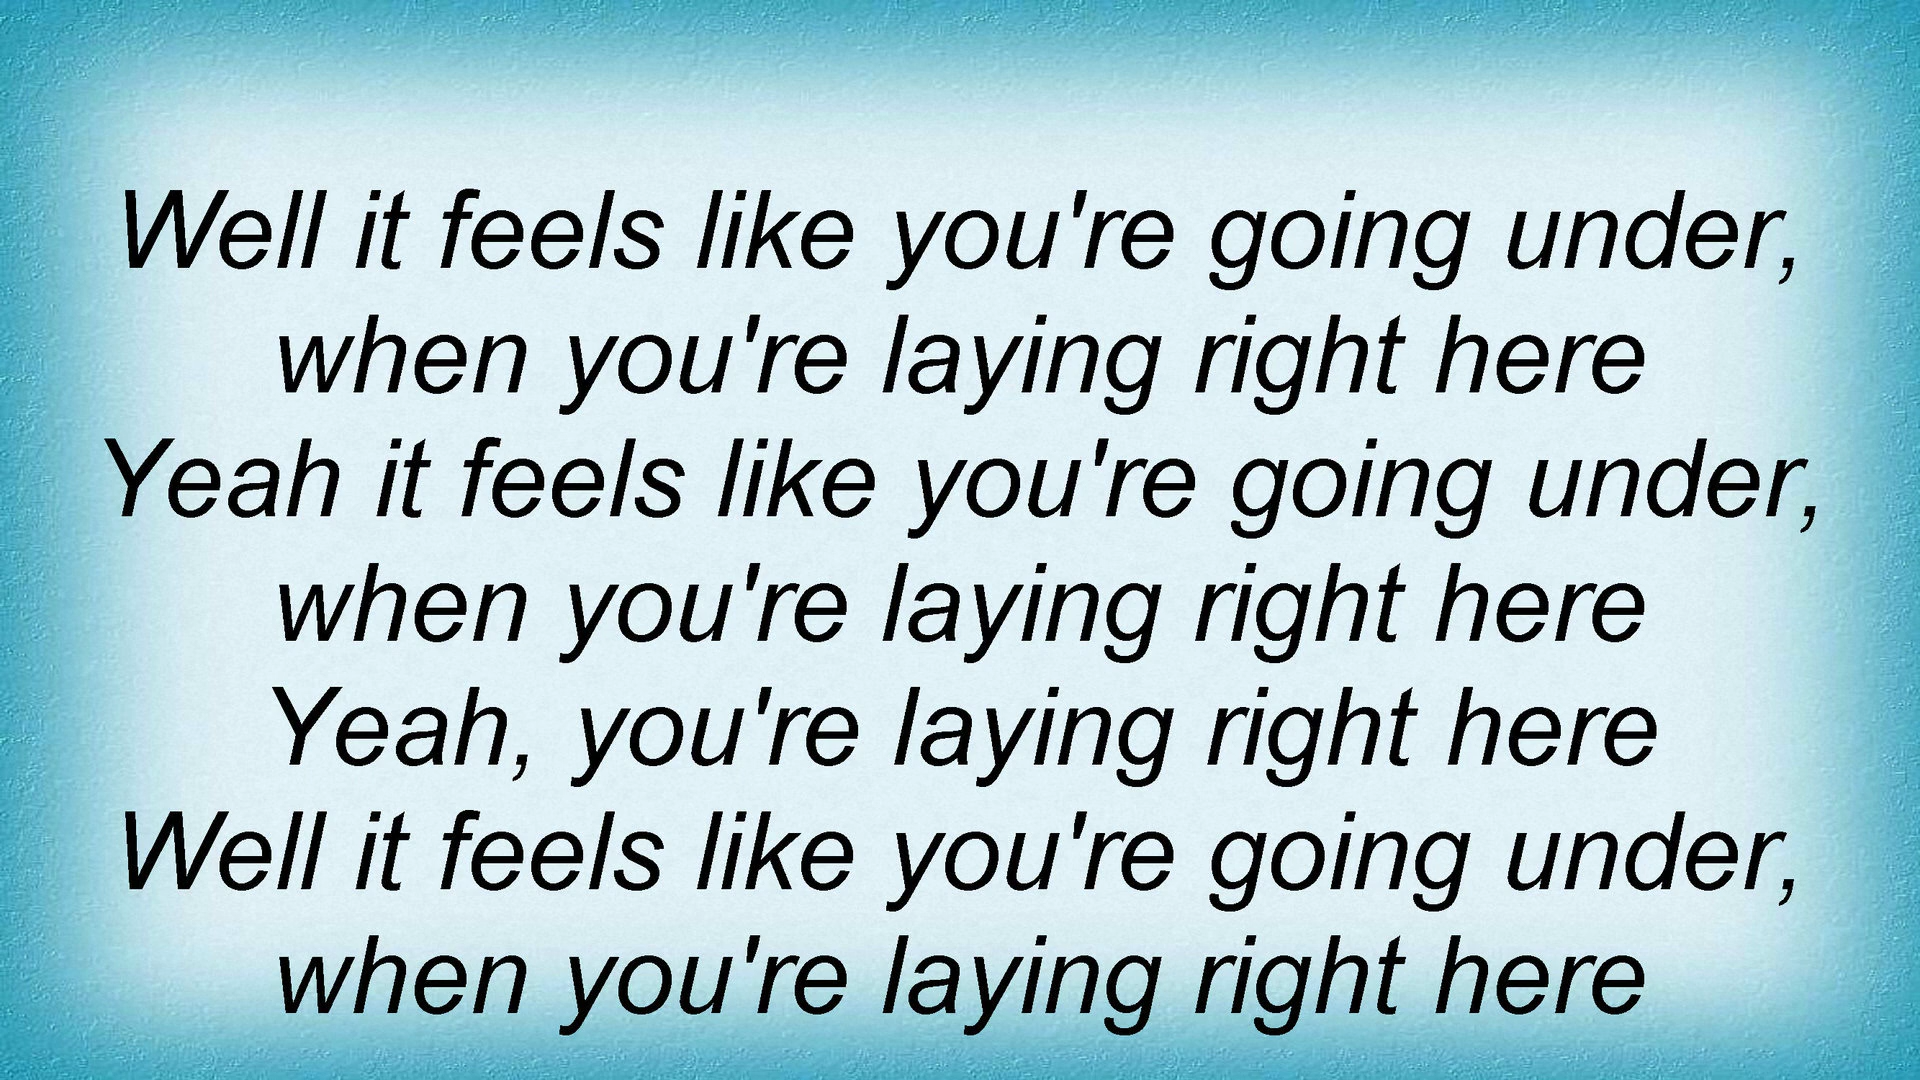 Well it feels like you're going under,
when you're laying right here
Yeah it feels like you're going under,
when you're laying right here
Yeah, you're laying right here
Well it feels like you're going under,
when you're laying right here